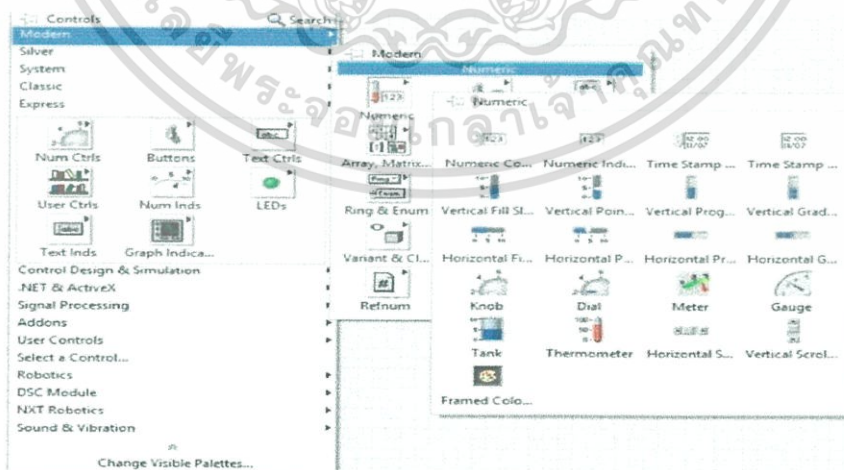 Controls
Search
Modern
Silver
System
Classic
Express
Num Ctrls
Buttons
Text Ctrls
User Ctrls
Num Inds
LEDs
Text Inds
Graph Indica...
Control Design & Simulation
.NET & ActiveX
Signal Processing
Addons
User Controls
Select a Control...
Robotics
DSC Module
NXT Robotics
Sound & Vibration
Change Visible Palettes...
Modern
Numeric
Numeric
Array, Matrix...
Ring & Enum
Variant & Cl...
Refnum
Numeric
Numeric Co...
Numeric Indi...
Time Stamp ...
Time Stamp ...
Vertical Fill Sl...
Vertical Poin...
Vertical Prog...
Vertical Grad...
Horizontal Fi...
Horizontal P...
Horizontal Pr...
Horizontal G...
Knob
Dial
Meter
Gauge
Tank
Thermometer
Horizontal S...
Vertical Scrol...
Framed Colo...